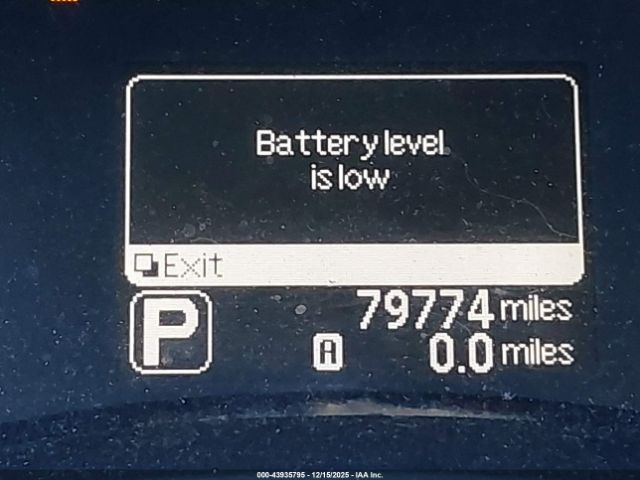 Battery level
is low
Exit
P
79774 miles
A 0.0 miles
000-43935795 - 12/15/2025 - IAA Inc.